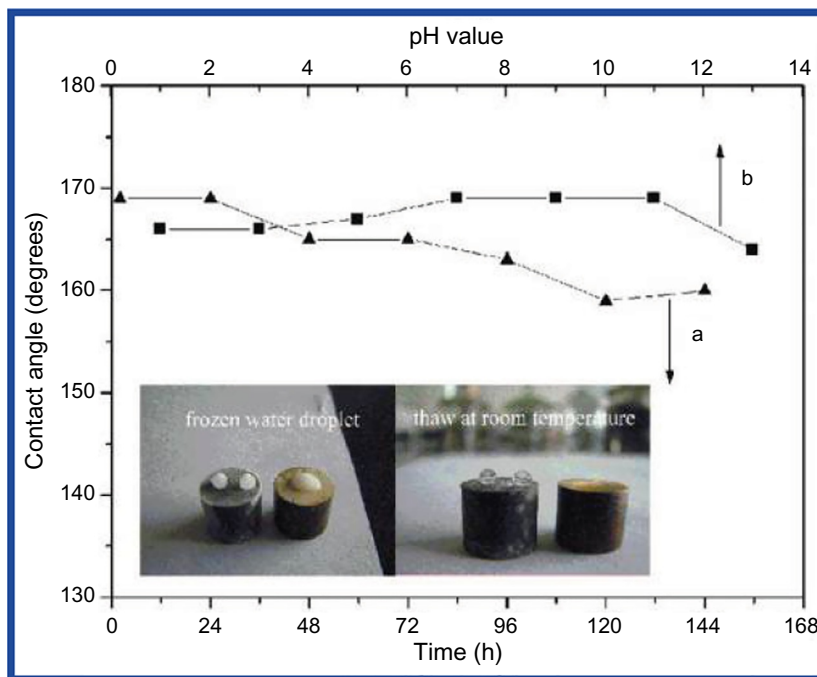 pH value
0 2 4 6 8 10 12 14
180
170
160
150
140
130
Contact angle (degrees)
b
a
frozen water droplet
thaw at room temperature
0 24 48 72 96 120 144 168
Time (h)